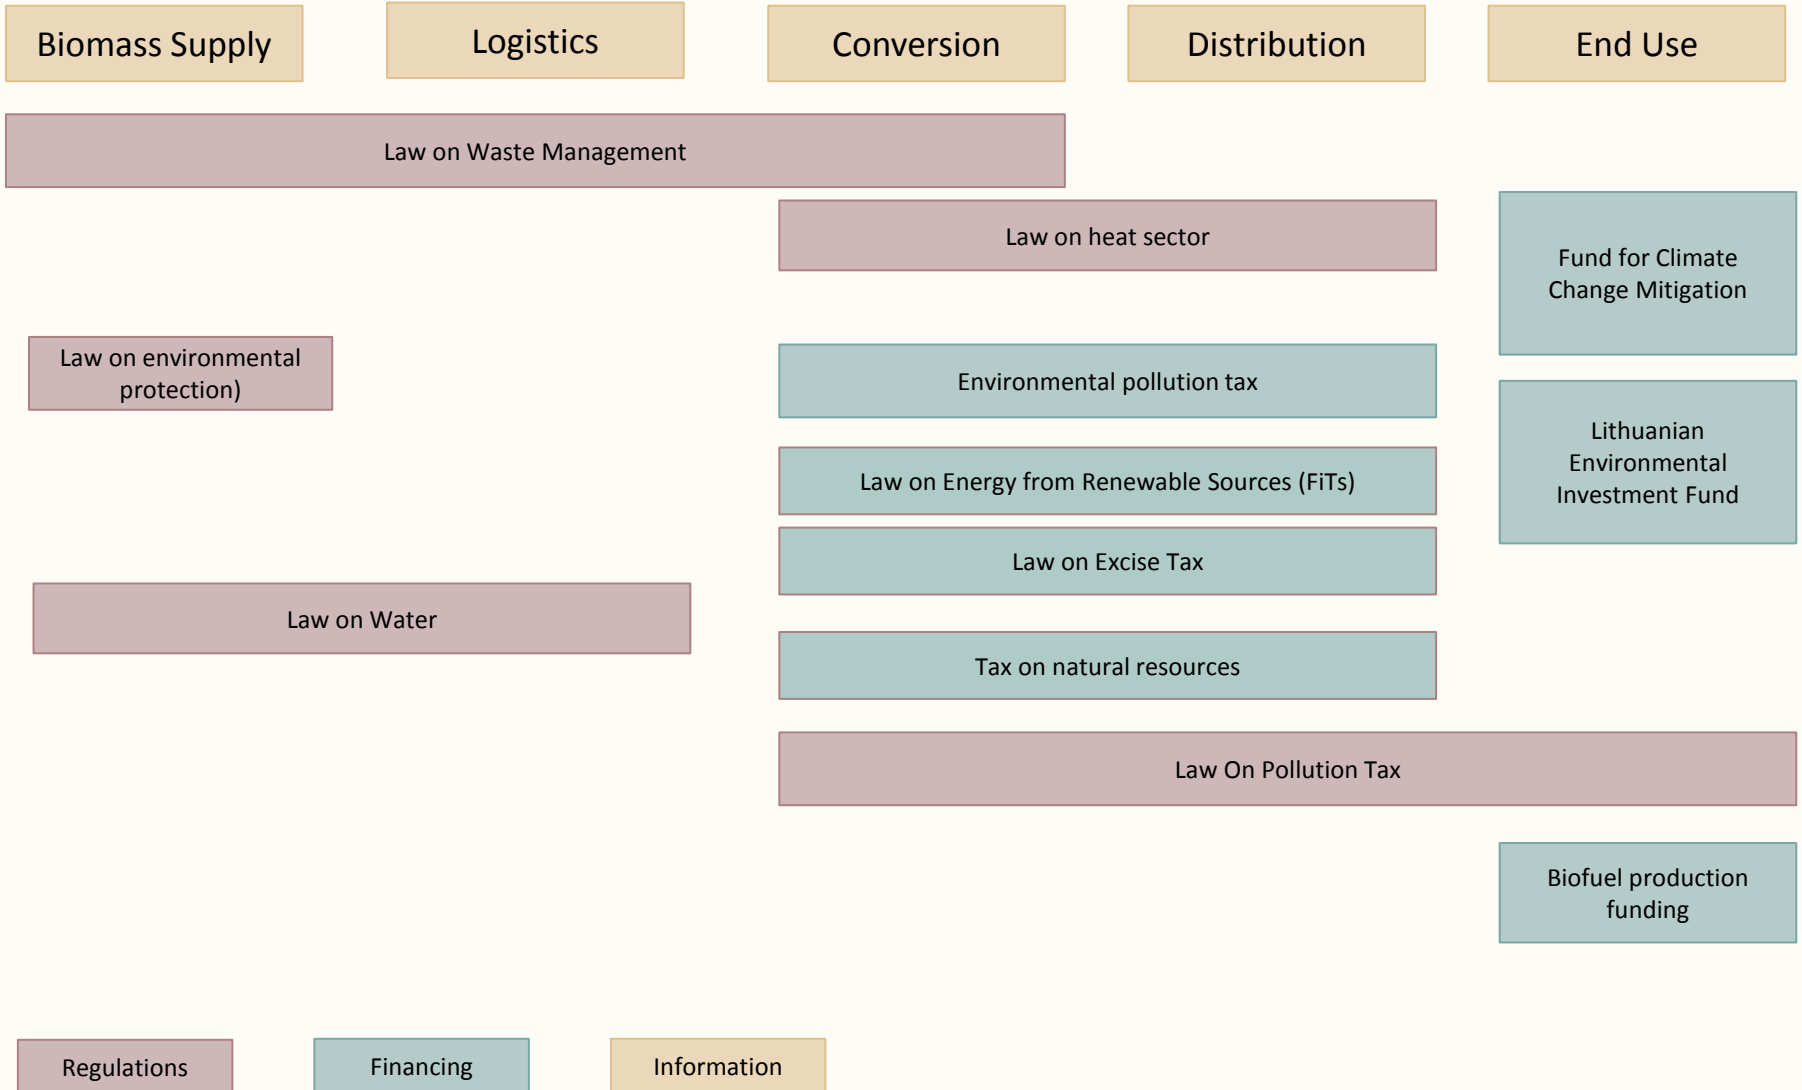 Biomass Supply
Logistics
Conversion
Distribution
End Use
Law on Waste Management
Law on heat sector
Fund for Climate
Change Mitigation
Law on environmental
protection)
Environmental pollution tax
Lithuanian
Environmental
Investment Fund
Law on Energy from Renewable Sources (FiTs)
Law on Excise Tax
Law on Water
Tax on natural resources
Law On Pollution Tax
Biofuel production
funding
Regulations
Financing
Information